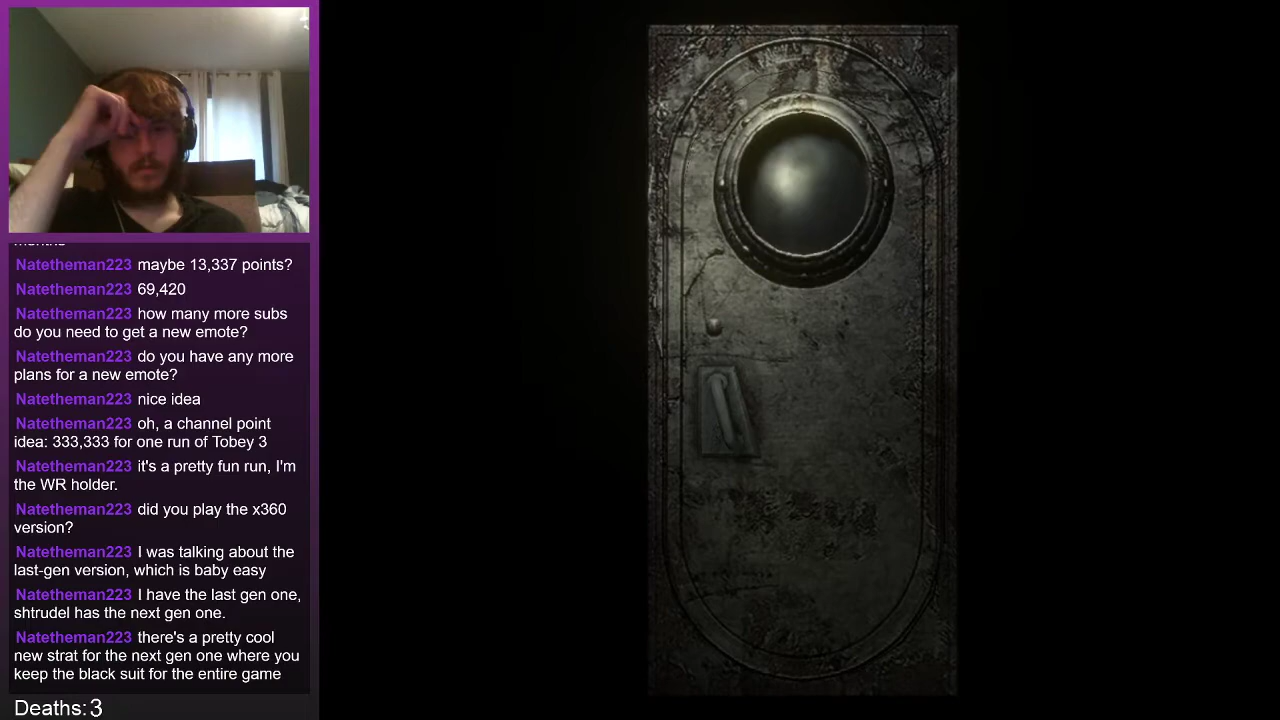 Natetheman223 maybe 13,337 points?
Natetheman223 69,420
Natetheman223 how many more subs
do you need to get a new emote?
Natetheman223 do you have any more
plans for a new emote?
Natetheman223 nice idea
Natetheman223 oh, a channel point
idea: 333,333 for one run of Tobey 3
Natetheman223 it's a pretty fun run, I'm
the WR holder.
Natetheman223 did you play the x360
version?
Natetheman223 I was talking about the
last-gen version, which is baby easy
Natetheman223 I have the last gen one,
shtrudel has the next gen one.
Natetheman223 there's a pretty cool
new strat for the next gen one where you
keep the black suit for the entire game
Deaths:3